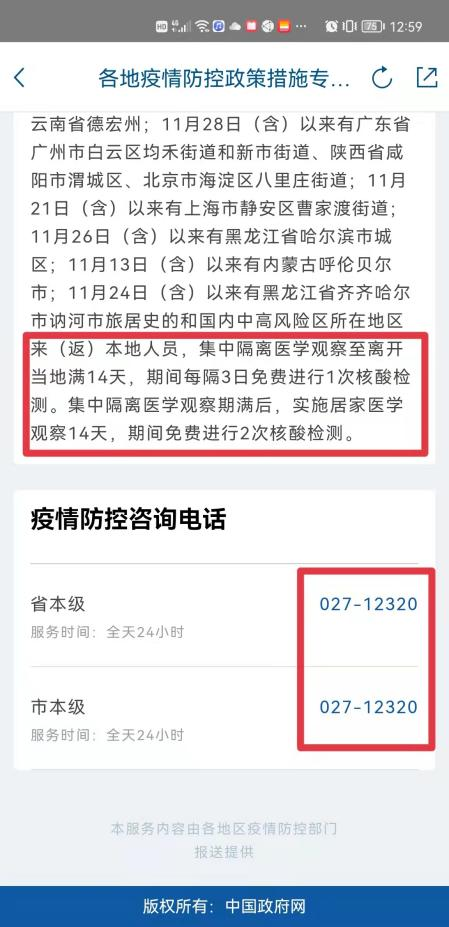 HD 4G 75 12:59
各地疫情防控政策措施专...
云南省德宏州；11月28日（含）以来有广东省
广州市白云区均禾街道和新市街道、陕西省咸
阳市渭城区、北京市海淀区八里庄街道；11月
21日（含）以来有上海市静安区曹家渡街道；
11月26日（含）以来有黑龙江省哈尔滨市城
区；11月13日（含）以来有内蒙古呼伦贝尔
市；11月24日（含）以来有黑龙江省齐齐哈尔
市讷河市旅居史的和国内中高风险区所在地区
来（返）本地人员，集中隔离医学观察至离开
当地满14天，期间每隔3日免费进行1次核酸检
测。集中隔离医学观察期满后，实施居家医学
观察14天，期间免费进行2次核酸检测。
疫情防控咨询电话
省本级 027-12320
服务时间：全天24小时
市本级 027-12320
服务时间：全天24小时
本服务内容由各地区疫情防控部门
报送提供
版权所有：中国政府网